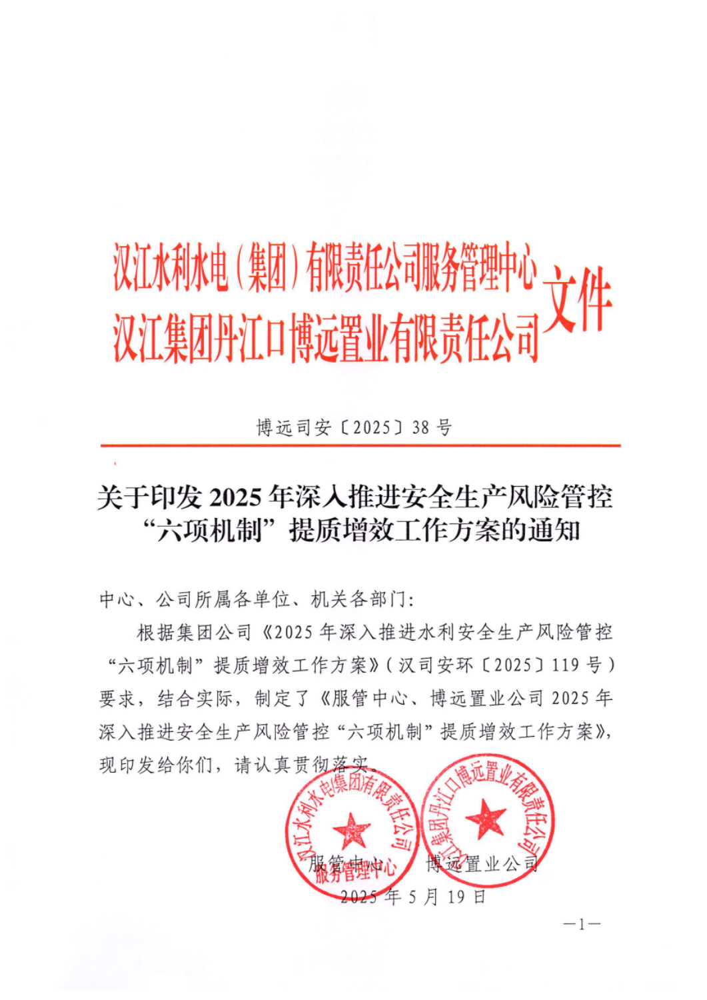 汉江水利水电（集团）有限责任公司服务管理中心
汉江集团丹江口博远置业有限责任公司
文件
博远司安〔2025〕38 号
关于印发 2025 年深入推进安全生产风险管控
“六项机制”提质增效工作方案的通知
中心、公司所属各单位、机关各部门：
根据集团公司《2025 年深入推进水利安全生产风险管控
“六项机制”提质增效工作方案》（汉司安环〔2025〕119 号）
要求，结合实际，制定了《服管中心、博远置业公司 2025 年
深入推进安全生产风险管控“六项机制”提质增效工作方案》，
现印发给你们，请认真贯彻落实。
汉江水利水电(集团)有限责任公司
服务管理中心
汉江集团丹江口博远置业有限责任公司
服管中心 博远置业公司
2025 年 5 月 19 日
—1—